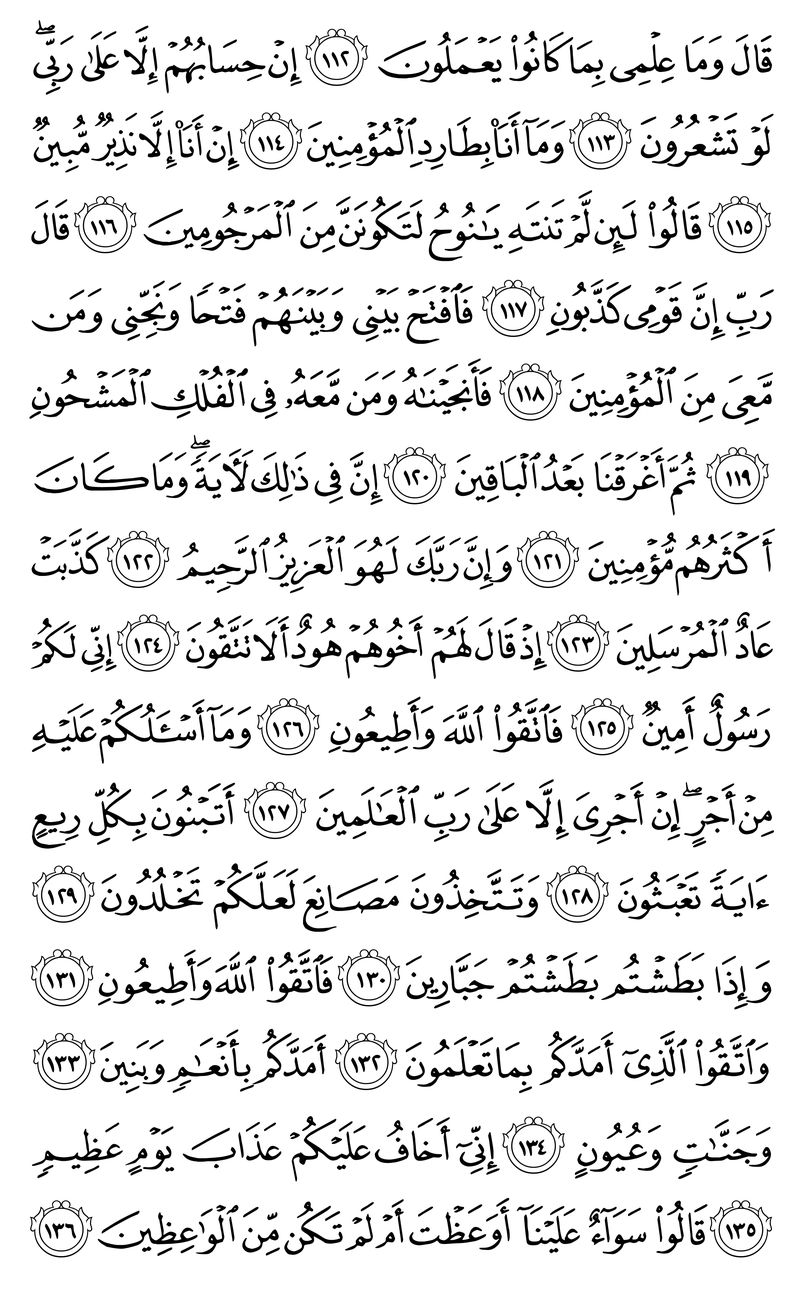 قَالَ وَمَا عِلْمِى بِمَا كَانُوا۟ يَعْمَلُونَ ١١٢ إِنْ حِسَابُهُمْ إِلَّا عَلَىٰ رَبِّى ۖ
لَوْ تَشْعُرُونَ ١١٣ وَمَآ أَنَا۠ بِطَارِدِ ٱلْمُؤْمِنِينَ ١١٤ إِنْ أَنَا۠ إِلَّا نَذِيرٌ مُّبِينٌ
١١٥ قَالُوا۟ لَئِن لَّمْ تَنتَهِ يَـٰنُوحُ لَتَكُونَنَّ مِنَ ٱلْمَرْجُومِينَ ١١٦ قَالَ
رَبِّ إِنَّ قَوْمِى كَذَّبُونِ ١١٧ فَٱفْتَحْ بَيْنِى وَبَيْنَهُمْ فَتْحًا وَنَجِّنِى وَمَن
مَّعِىَ مِنَ ٱلْمُؤْمِنِينَ ١١٨ فَأَنجَيْنَـٰهُ وَمَن مَّعَهُۥ فِى ٱلْفُلْكِ ٱلْمَشْحُونِ
١١٩ ثُمَّ أَغْرَقْنَا بَعْدُ ٱلْبَاقِينَ ١٢٠ إِنَّ فِى ذَٰلِكَ لَـَٔايَةً ۖ وَمَا كَانَ
أَكْثَرُهُم مُّؤْمِنِينَ ١٢١ وَإِنَّ رَبَّكَ لَهُوَ ٱلْعَزِيزُ ٱلرَّحِيمُ ١٢٢ كَذَّبَتْ
عَادٌ ٱلْمُرْسَلِينَ ١٢٣ إِذْ قَالَ لَهُمْ أَخُوهُمْ هُودٌ أَلَا تَتَّقُونَ ١٢٤ إِنِّى لَكُمْ
رَسُولٌ أَمِينٌ ١٢٥ فَٱتَّقُوا۟ ٱللَّهَ وَأَطِيعُونِ ١٢٦ وَمَآ أَسْـَٔلُكُمْ عَلَيْهِ
مِنْ أَجْرٍ ۖ إِنْ أَجْرِىَ إِلَّا عَلَىٰ رَبِّ ٱلْعَـٰلَمِينَ ١٢٧ أَتَبْنُونَ بِكُلِّ رِيعٍ
ءَايَةً تَعْبَثُونَ ١٢٨ وَتَتَّخِذُونَ مَصَانِعَ لَعَلَّكُمْ تَخْلُدُونَ ١٢٩
وَإِذَا بَطَشْتُم بَطَشْتُمْ جَبَّارِينَ ١٣٠ فَٱتَّقُوا۟ ٱللَّهَ وَأَطِيعُونِ ١٣١
وَٱتَّقُوا۟ ٱلَّذِىٓ أَمَدَّكُم بِمَا تَعْلَمُونَ ١٣٢ أَمَدَّكُم بِأَنْعَـٰمٍ وَبَنِينَ ١٣٣
وَجَنَّـٰتٍ وَعُيُونٍ ١٣٤ إِنِّىٓ أَخَافُ عَلَيْكُمْ عَذَابَ يَوْمٍ عَظِيمٍ
١٣٥ قَالُوا۟ سَوَآءٌ عَلَيْنَآ أَوَعَظْتَ أَمْ لَمْ تَكُن مِّنَ ٱلْوَٰعِظِينَ ١٣٦